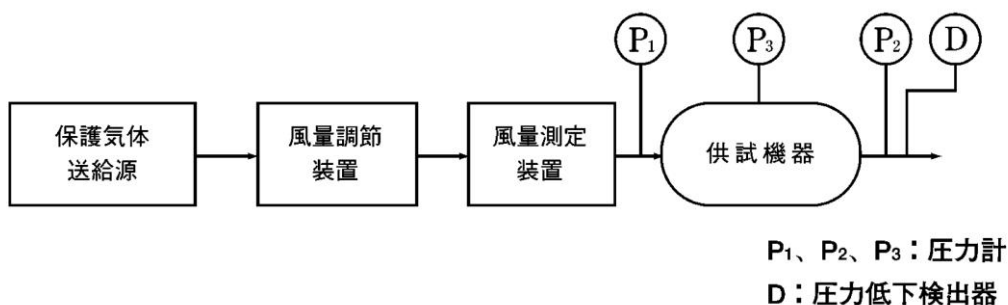 P₁
P₃
P₂
D
保護気体
送給源
風量調節
装置
風量測定
装置
供試機器
P₁、P₂、P₃：圧力計
D：圧力低下検出器